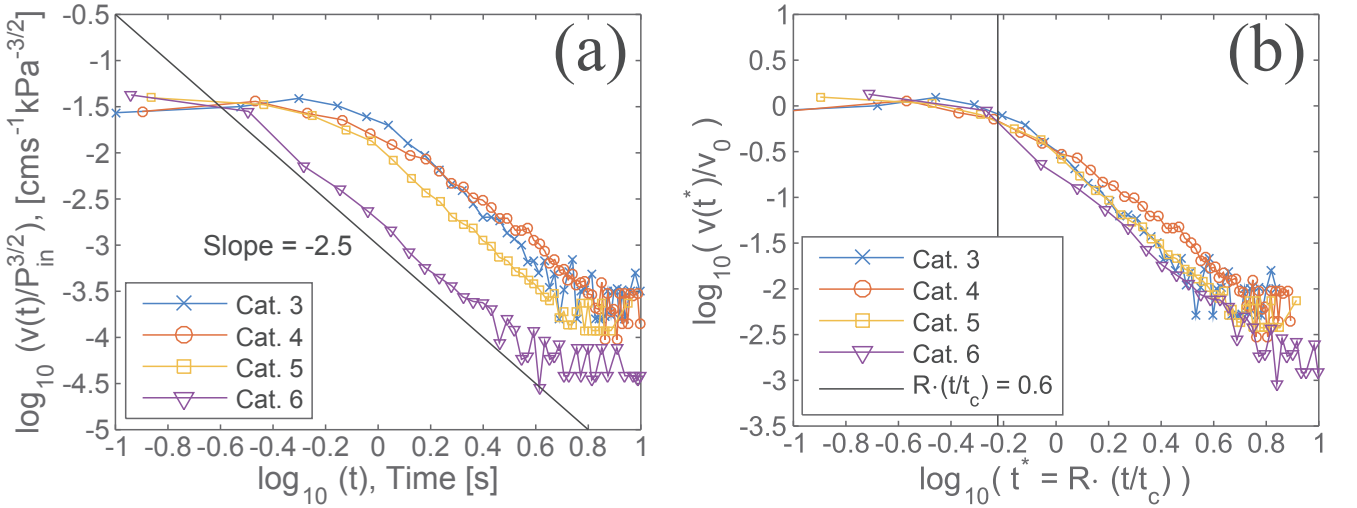 (a)
-0.5
-1
-1.5
-2
-2.5
-3
-3.5
-4
-4.5
-5
log10 (v(t)/Pin^3/2), [cms^-1kPa^-3/2]
Slope = -2.5
Cat. 3
Cat. 4
Cat. 5
Cat. 6
-1 -0.8 -0.6 -0.4 -0.2 0 0.2 0.4 0.6 0.8 1
log10 (t), Time [s]
(b)
1
0.5
0
-0.5
-1
-1.5
-2
-2.5
-3
-3.5
log10( v(t*)/v0)
Cat. 3
Cat. 4
Cat. 5
Cat. 6
R·(t/tc) = 0.6
-1 -0.8 -0.6 -0.4 -0.2 0 0.2 0.4 0.6 0.8 1
log10( t* = R· (t/tc) )